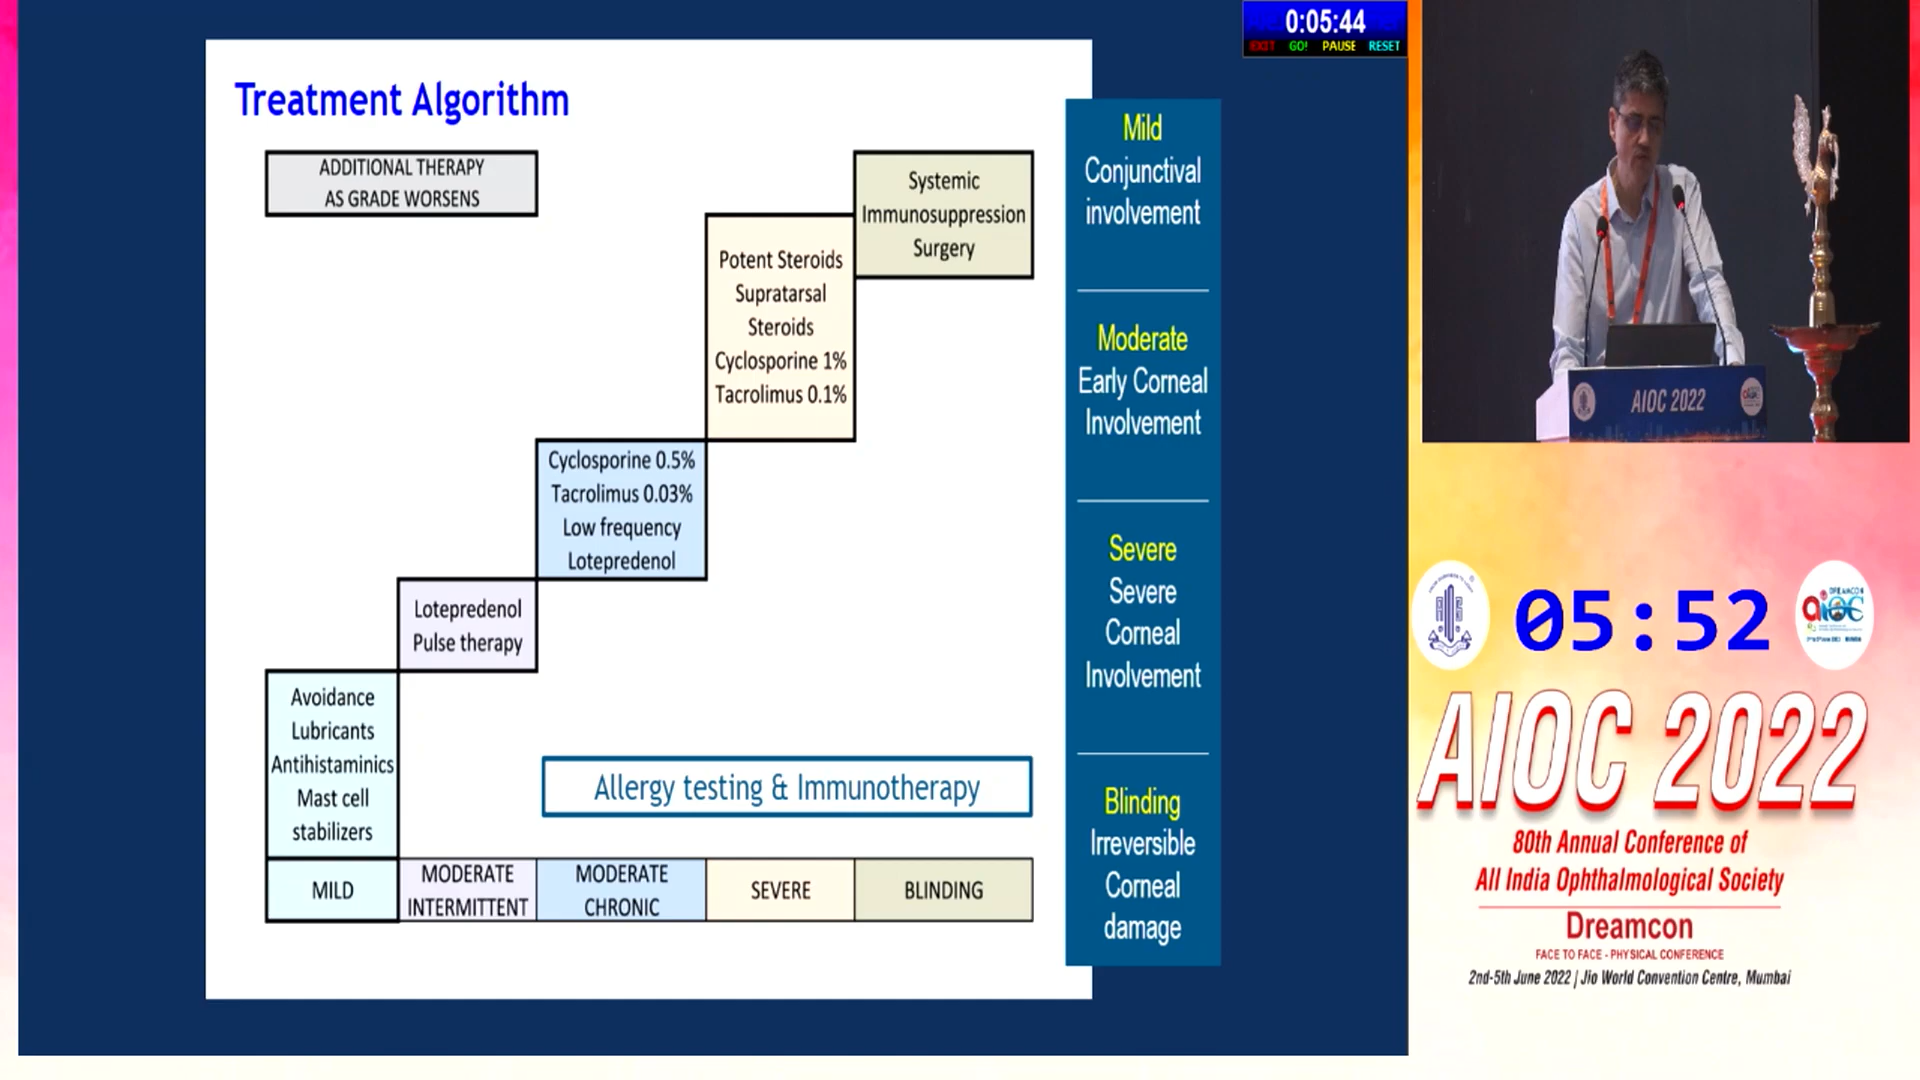 0:05:44
EXIT GO! PAUSE RESET
Treatment Algorithm
ADDITIONAL THERAPY
AS GRADE WORSENS
Systemic
Immunosuppression
Surgery
Potent Steroids
Supratarsal
Steroids
Cyclosporine 1%
Tacrolimus 0.1%
Cyclosporine 0.5%
Tacrolimus 0.03%
Low frequency
Lotepredenol
Lotepredenol
Pulse therapy
Avoidance
Lubricants
Antihistaminics
Mast cell
stabilizers
Allergy testing & Immunotherapy
MILD
MODERATE
INTERMITTENT
MODERATE
CHRONIC
SEVERE
BLINDING
Mild
Conjunctival
involvement
Moderate
Early Corneal
Involvement
Severe
Severe
Corneal
Involvement
Blinding
Irreversible
Corneal
damage
AIOC 2022
05:52
aiOC
AIOC 2022
80th Annual Conference of
All India Ophthalmological Society
Dreamcon
FACE TO FACE - PHYSICAL CONFERENCE
2nd-5th June 2022 | Jio World Convention Centre, Mumbai